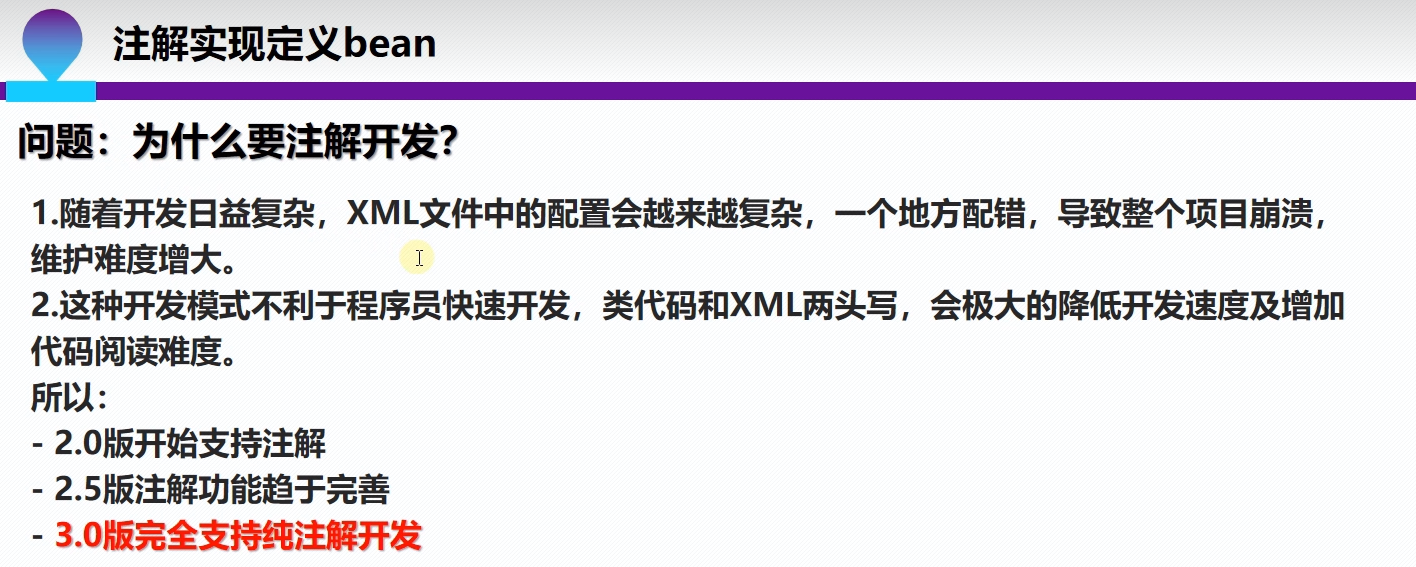 注解实现定义bean
问题：为什么要注解开发？
1.随着开发日益复杂，XML文件中的配置会越来越复杂，一个地方配错，导致整个项目崩溃，
维护难度增大。
2.这种开发模式不利于程序员快速开发，类代码和XML两头写，会极大的降低开发速度及增加
代码阅读难度。
所以：
- 2.0版开始支持注解
- 2.5版注解功能趋于完善
- 3.0版完全支持纯注解开发